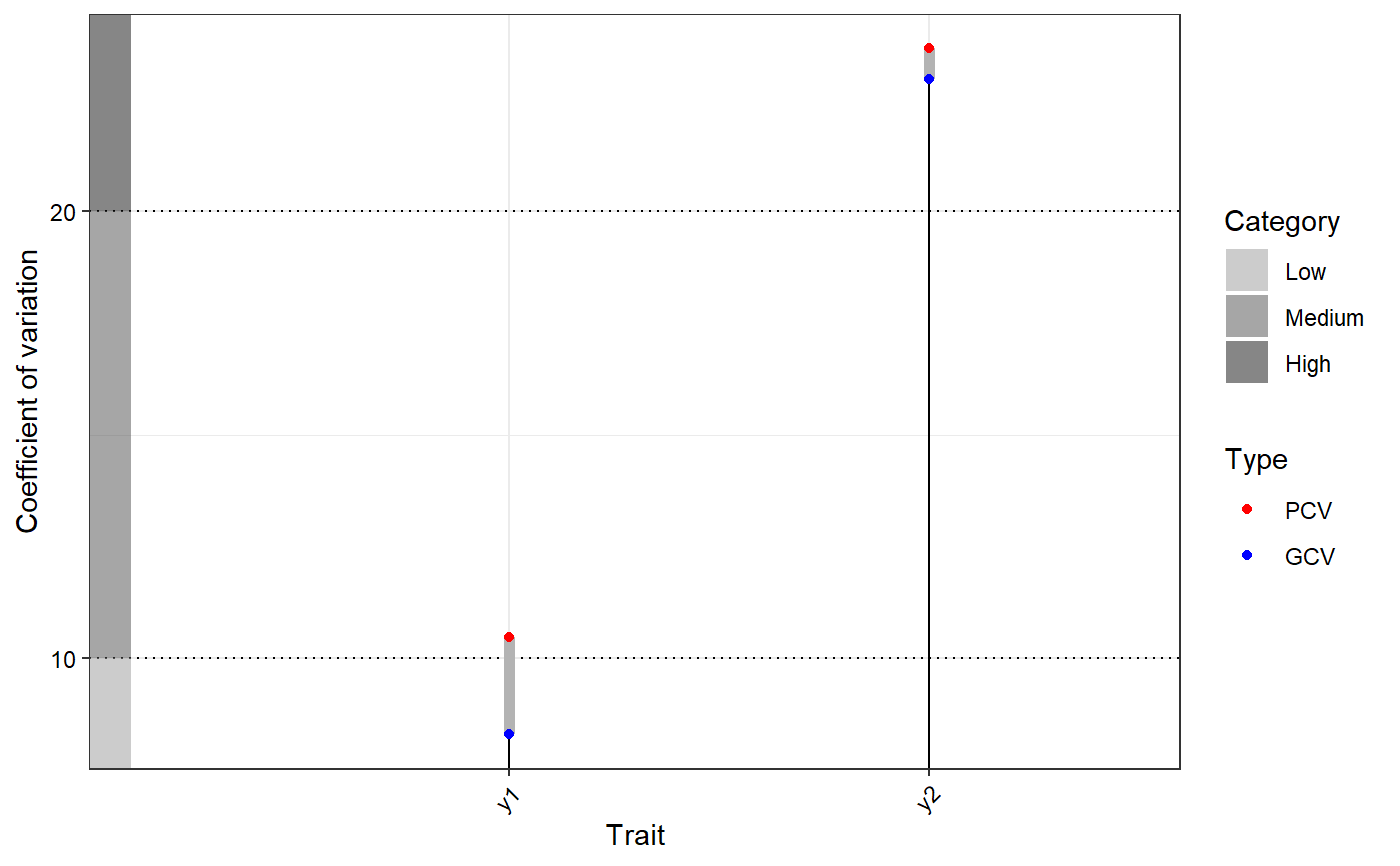 Coefficient of variation
20
10
y1
y2
Trait
Category
Low
Medium
High
Type
PCV
GCV